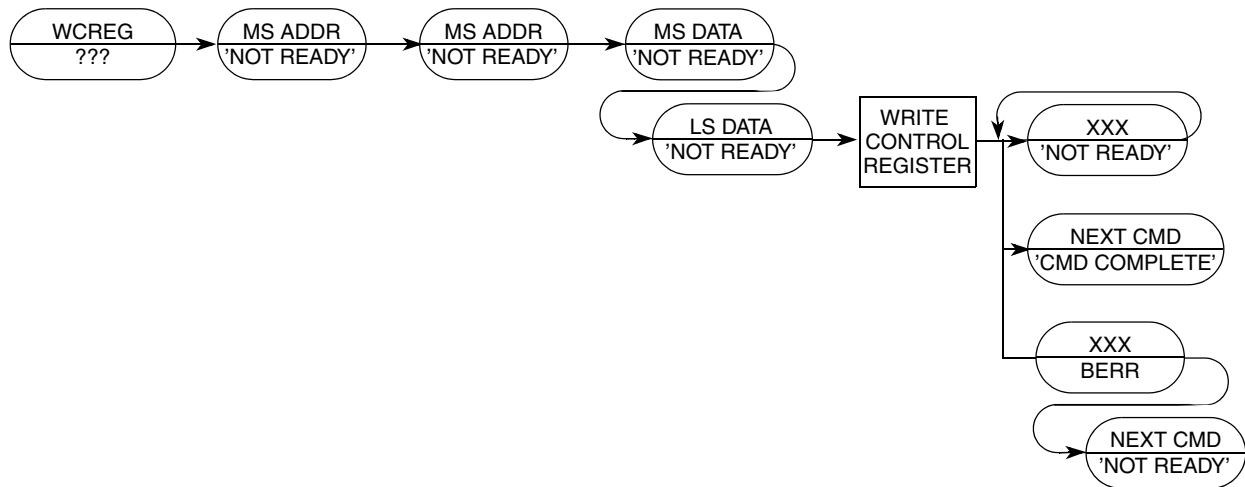 WCREG
???
MS ADDR
'NOT READY'
MS ADDR
'NOT READY'
MS DATA
'NOT READY'
LS DATA
'NOT READY'
WRITE
CONTROL
REGISTER
XXX
'NOT READY'
NEXT CMD
'CMD COMPLETE'
XXX
BERR
NEXT CMD
'NOT READY'